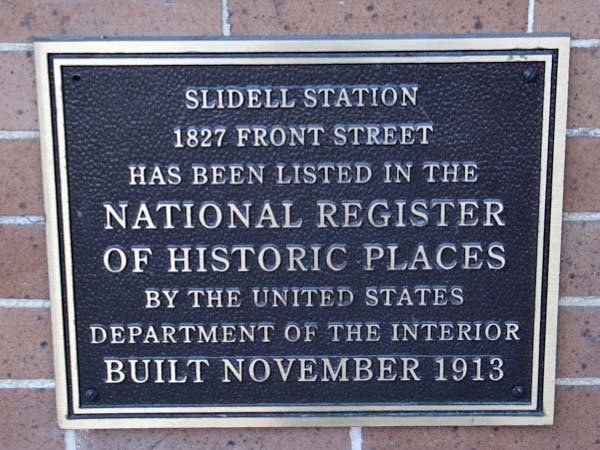 SLIDELL STATION
1827 FRONT STREET
HAS BEEN LISTED IN THE
NATIONAL REGISTER
OF HISTORIC PLACES
BY THE UNITED STATES
DEPARTMENT OF THE INTERIOR
BUILT NOVEMBER 1913